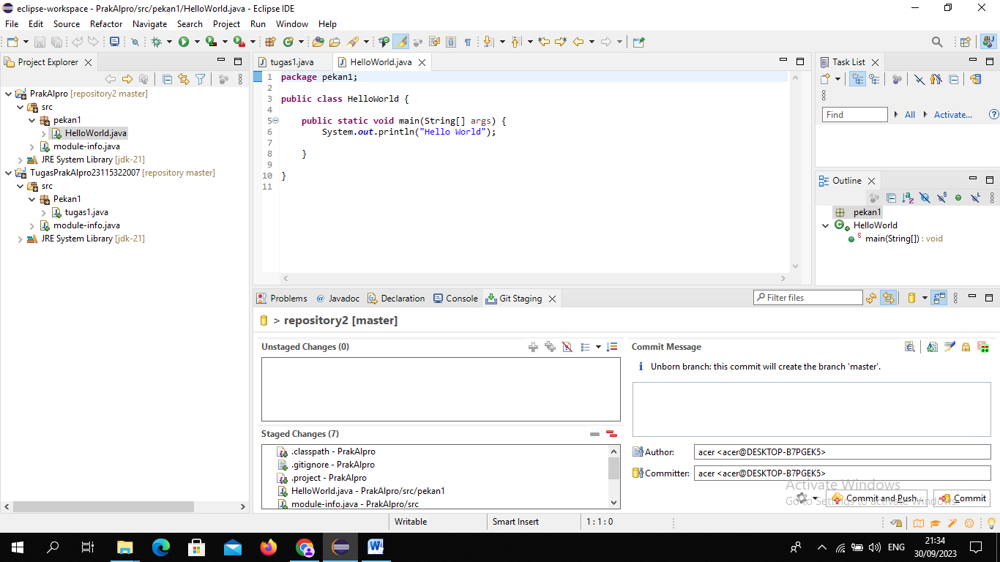 eclipse-workspace - PrakAlpro/src/pekan1/HelloWorld.java - Eclipse IDE
File Edit Source Refactor Navigate Search Project Run Window Help
Project Explorer
PrakAlpro [repository2 master]
src
pekan1
HelloWorld.java
module-info.java
JRE System Library [jdk-21]
TugasPrakAlpro23115322007 [repository master]
src
Pekan1
tugas1.java
module-info.java
JRE System Library [jdk-21]
tugas1.java HelloWorld.java
1 package pekan1;
2
3 public class HelloWorld {
4
5 public static void main(String[] args) {
6 System.out.println("Hello World");
7
8 }
9
10 }
11
Task List
Find All Activate...
Outline
pekan1
HelloWorld
main(String[]) : void
Problems @ Javadoc Declaration Console Git Staging
Filter files
> repository2 [master]
Unstaged Changes (0)
Staged Changes (7)
.classpath - PrakAlpro
.gitignore - PrakAlpro
.project - PrakAlpro
HelloWorld.java - PrakAlpro/src/pekan1
module-info.java - PrakAlpro/src
Commit Message
Unborn branch: this commit will create the branch 'master'.
Author: acer <acer@DESKTOP-B7PGEK5>
Committer: acer <acer@DESKTOP-B7PGEK5>
Activate Windows
Go to Settings to activate Windows.
Commit and Push... Commit
Writable Smart Insert 1 : 1 : 0
ENG
21:34
30/09/2023